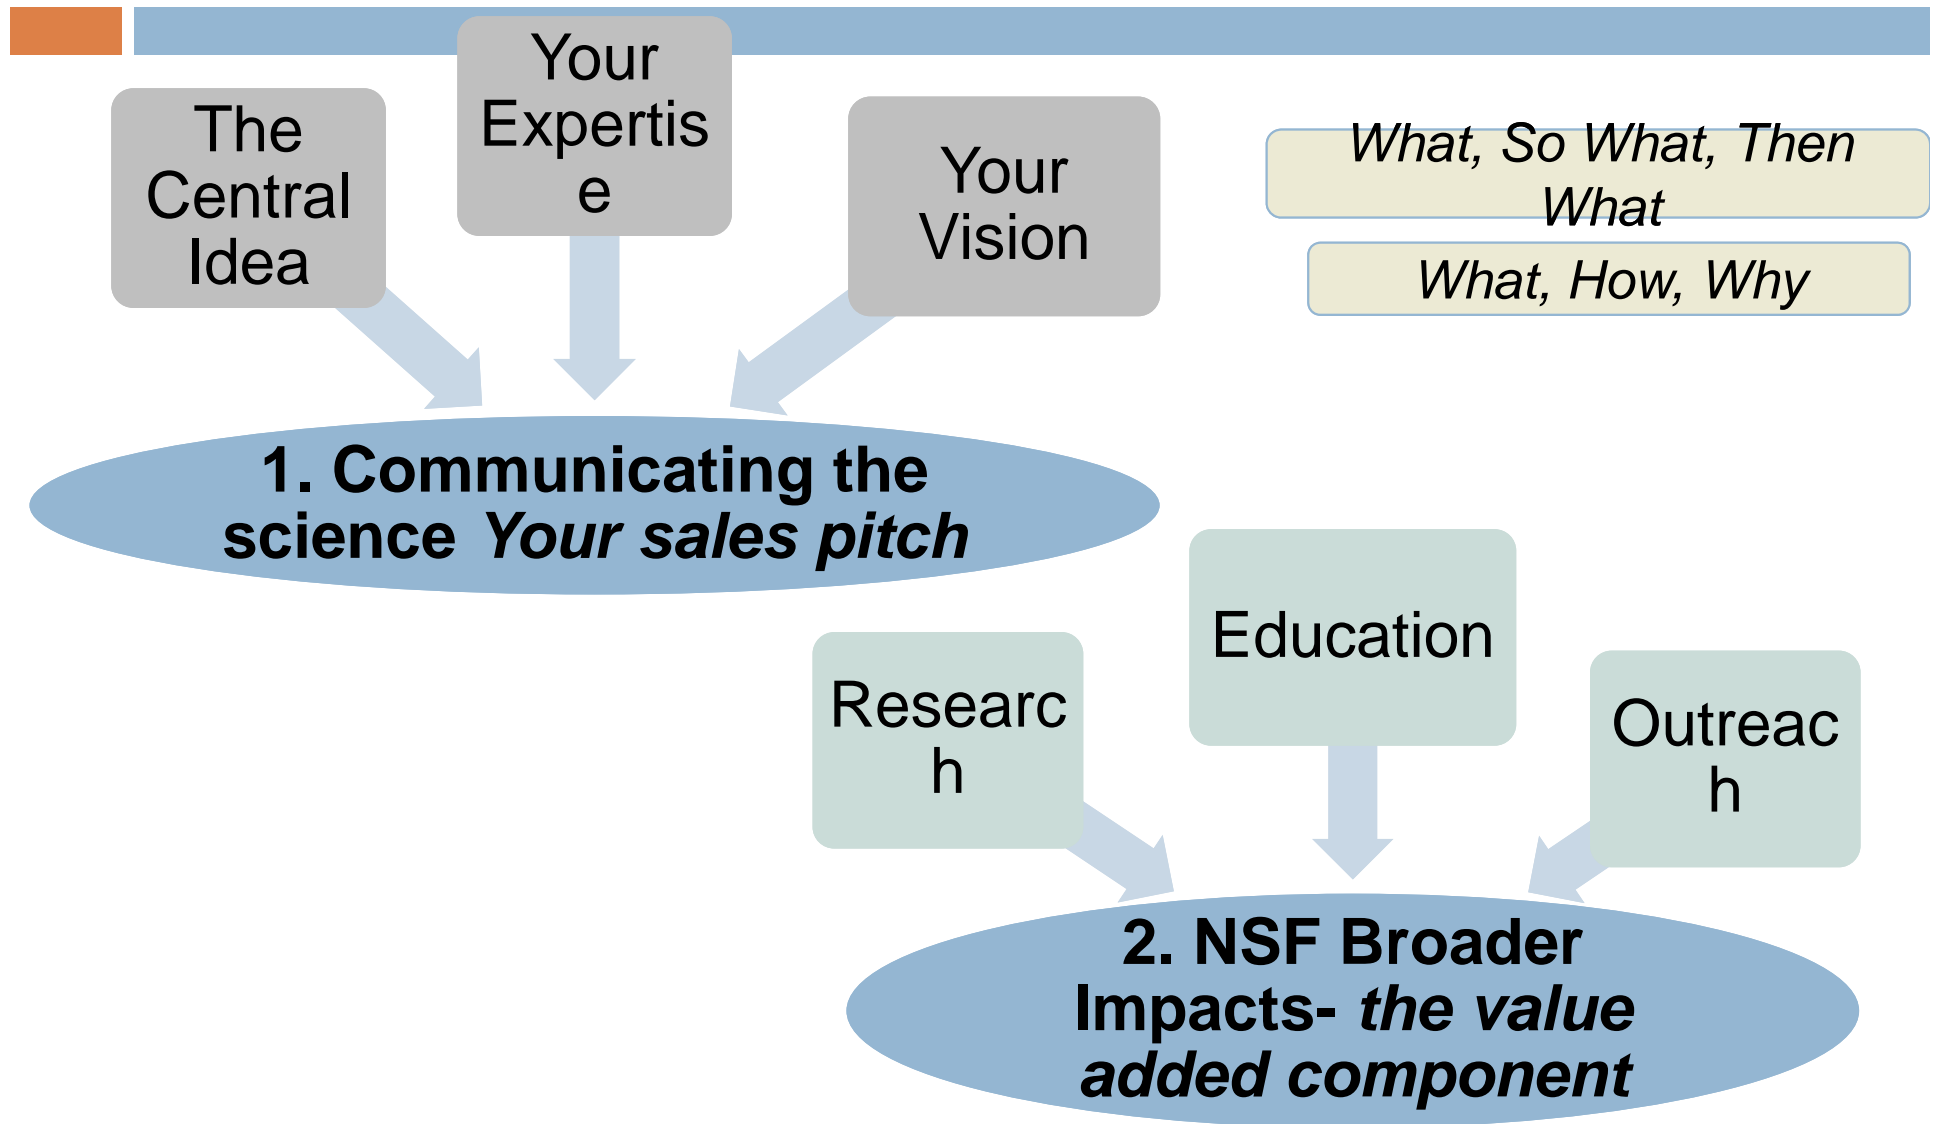 The
Central
Idea
Your
Expertis
e
Your
Vision
What, So What, Then
What
What, How, Why
1. Communicating the
science Your sales pitch
Researc
h
Education
Outreac
h
2. NSF Broader
Impacts- the value
added component